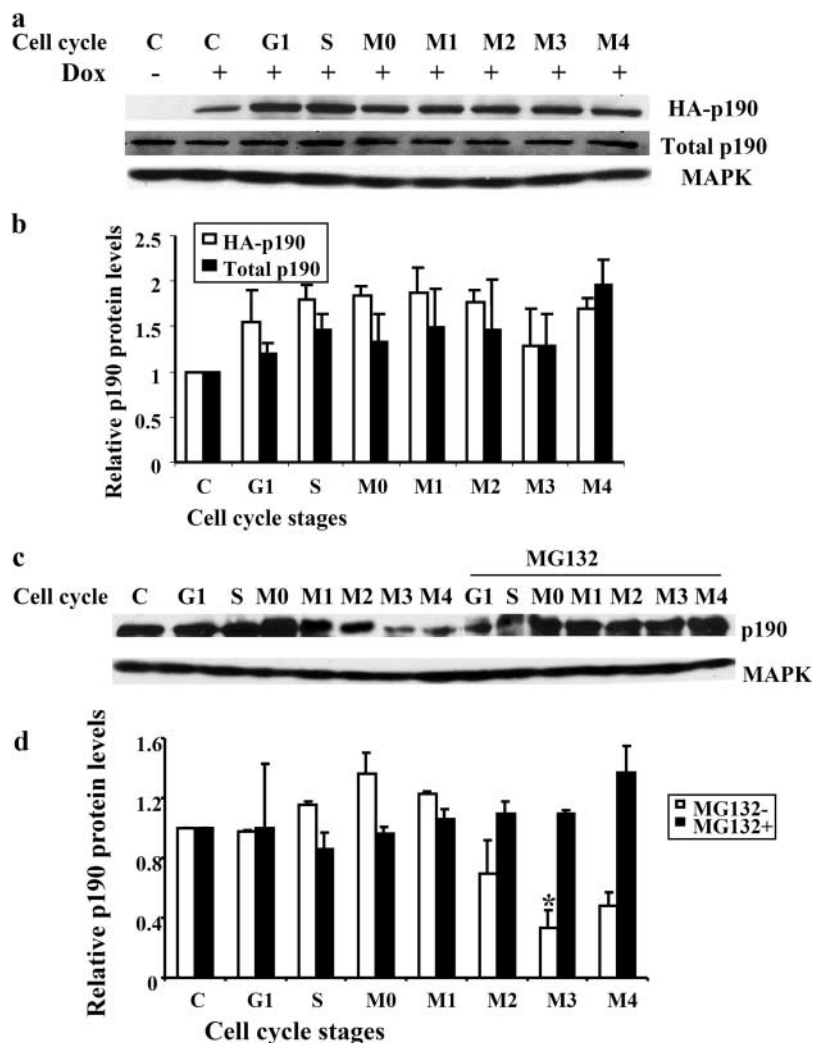 a
Cell cycle C C G1 S M0 M1 M2 M3 M4
Dox - + + + + + + + +
HA-p190
Total p190
MAPK
b
2.5
2
1.5
1
0.5
0
Relative p190 protein levels
HA-p190
Total p190
C G1 S M0 M1 M2 M3 M4
Cell cycle stages
c
MG132
Cell cycle C G1 S M0 M1 M2 M3 M4 G1 S M0 M1 M2 M3 M4
p190
MAPK
d
1.6
1.2
0.8
0.4
0
Relative p190 protein levels
*
MG132-
MG132+
C G1 S M0 M1 M2 M3 M4
Cell cycle stages